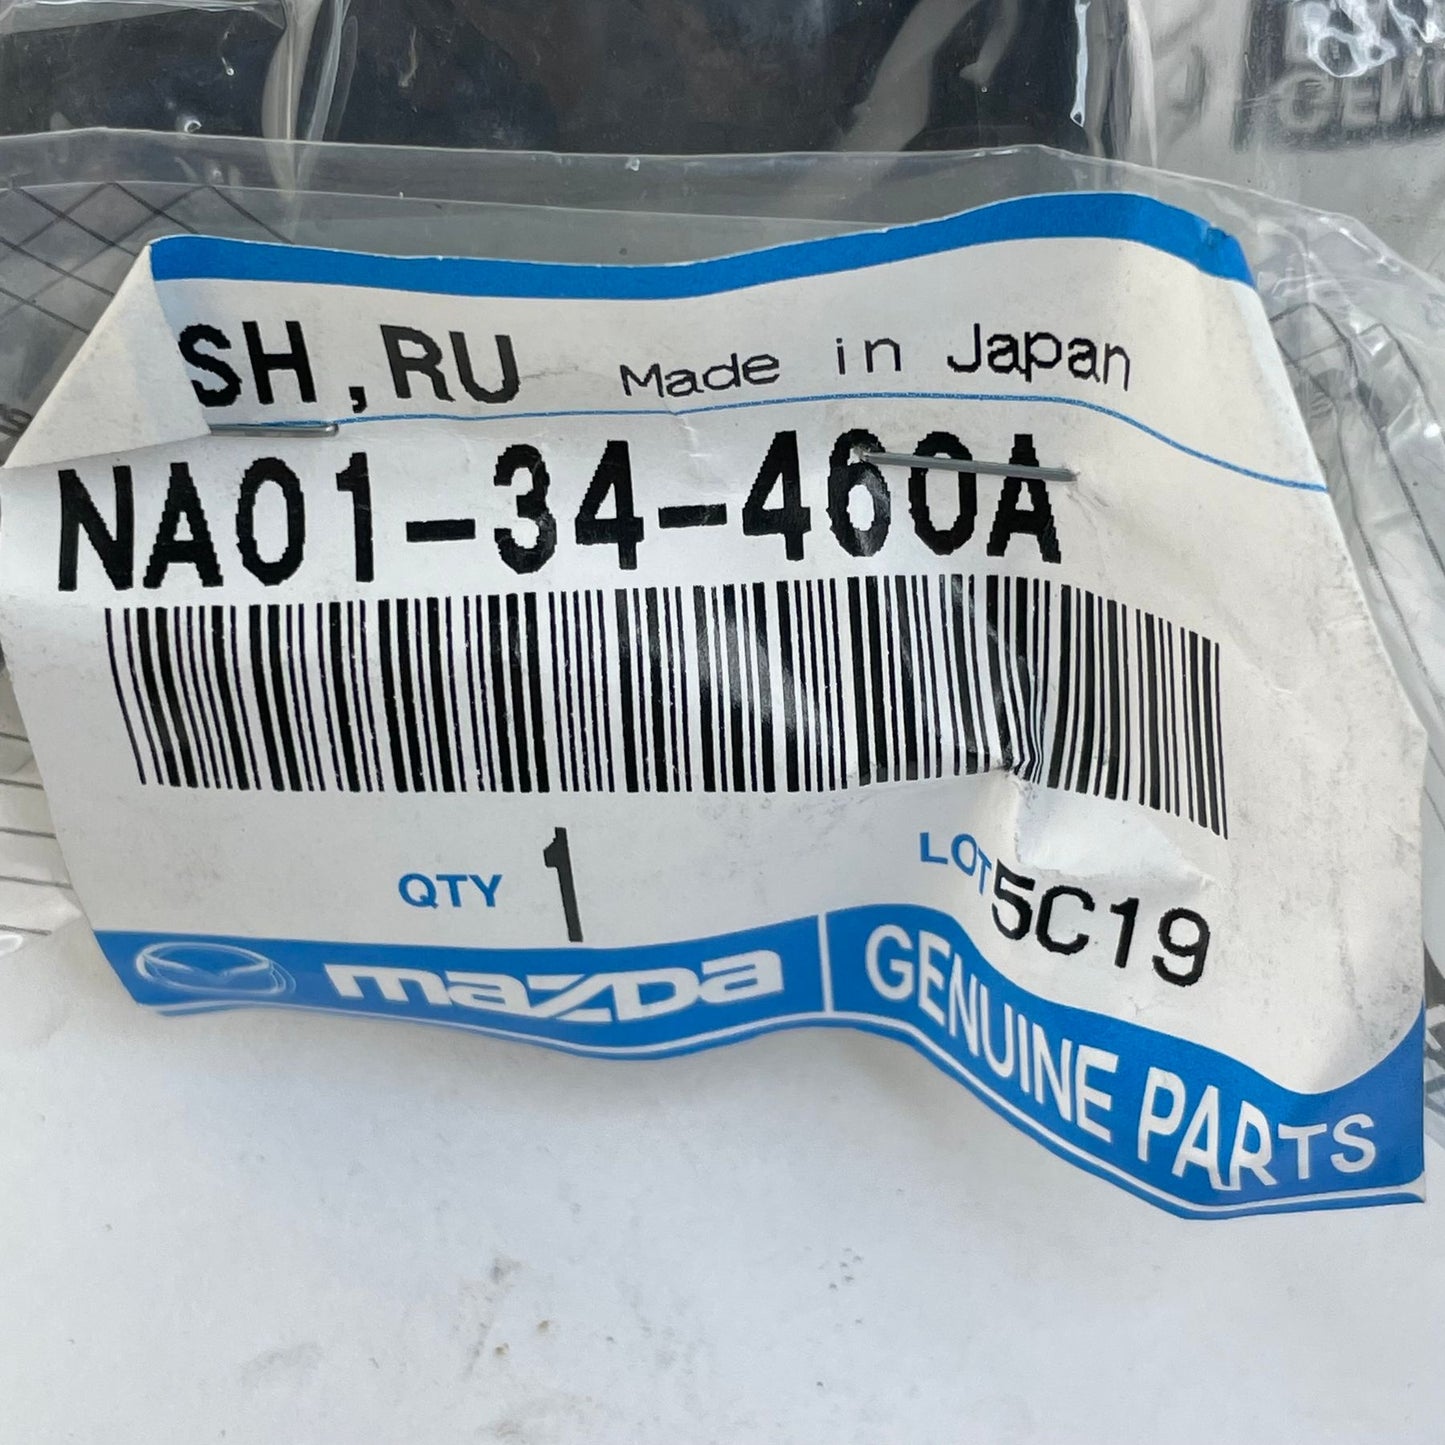 SH,RU Made in Japan
NA01-34-460A
QTY 1
LOT 5C19
mazda GENUINE PARTS